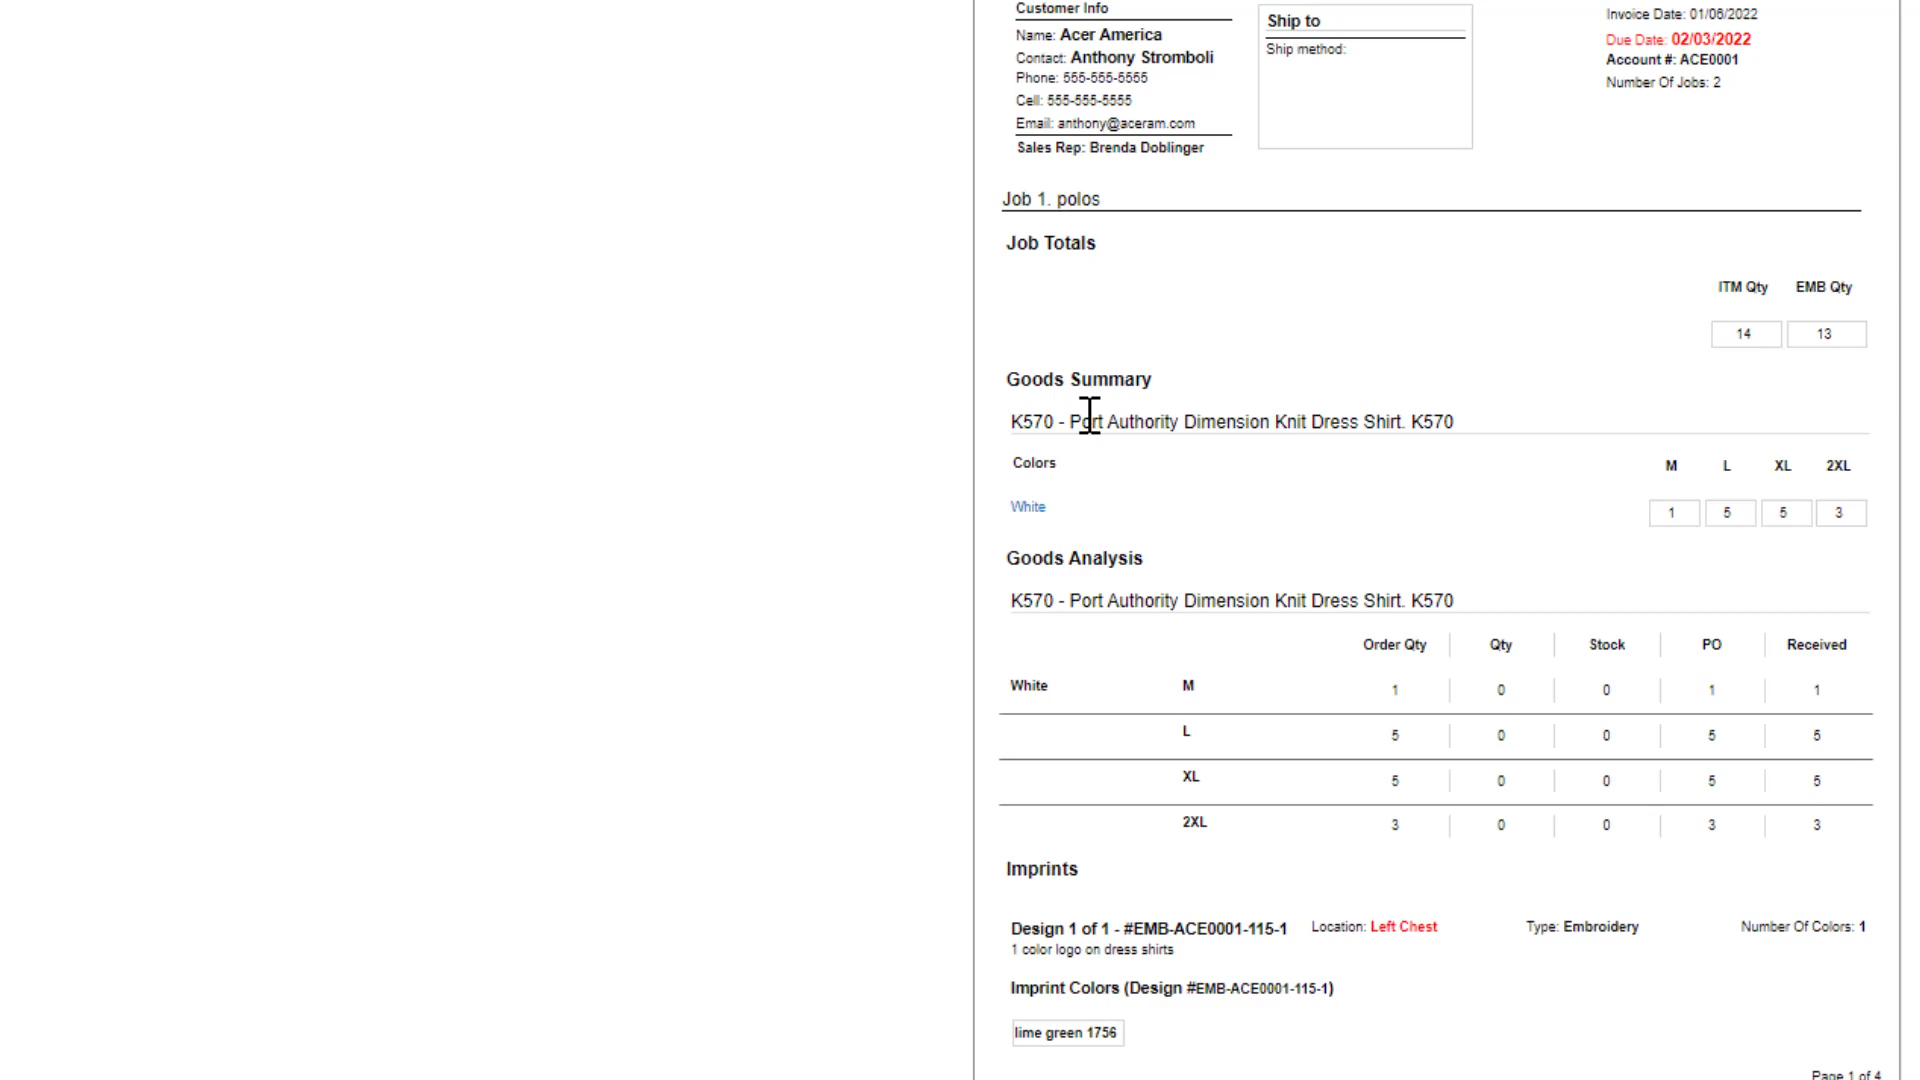 Customer Info
Name: Acer America
Contact: Anthony Stromboli
Phone: 555-555-5555
Cell: 555-555-5555
Email: anthony@aceram.com
Sales Rep: Brenda Doblinger
Ship to
Ship method:
Invoice Date: 01/06/2022
Due Date: 02/03/2022
Account #: ACE0001
Number Of Jobs: 2
Job 1. polos
Job Totals
ITM Qty EMB Qty
14 13
Goods Summary
K570 - Port Authority Dimension Knit Dress Shirt. K570
Colors M L XL 2XL
White 1 5 5 3
Goods Analysis
K570 - Port Authority Dimension Knit Dress Shirt. K570
Order Qty Qty Stock PO Received
White M 1 0 0 1 1
L 5 0 0 5 5
XL 5 0 0 5 5
2XL 3 0 0 3 3
Imprints
Design 1 of 1 - #EMB-ACE0001-115-1 Location: Left Chest Type: Embroidery Number Of Colors: 1
1 color logo on dress shirts
Imprint Colors (Design #EMB-ACE0001-115-1)
lime green 1756
Page 1 of 4